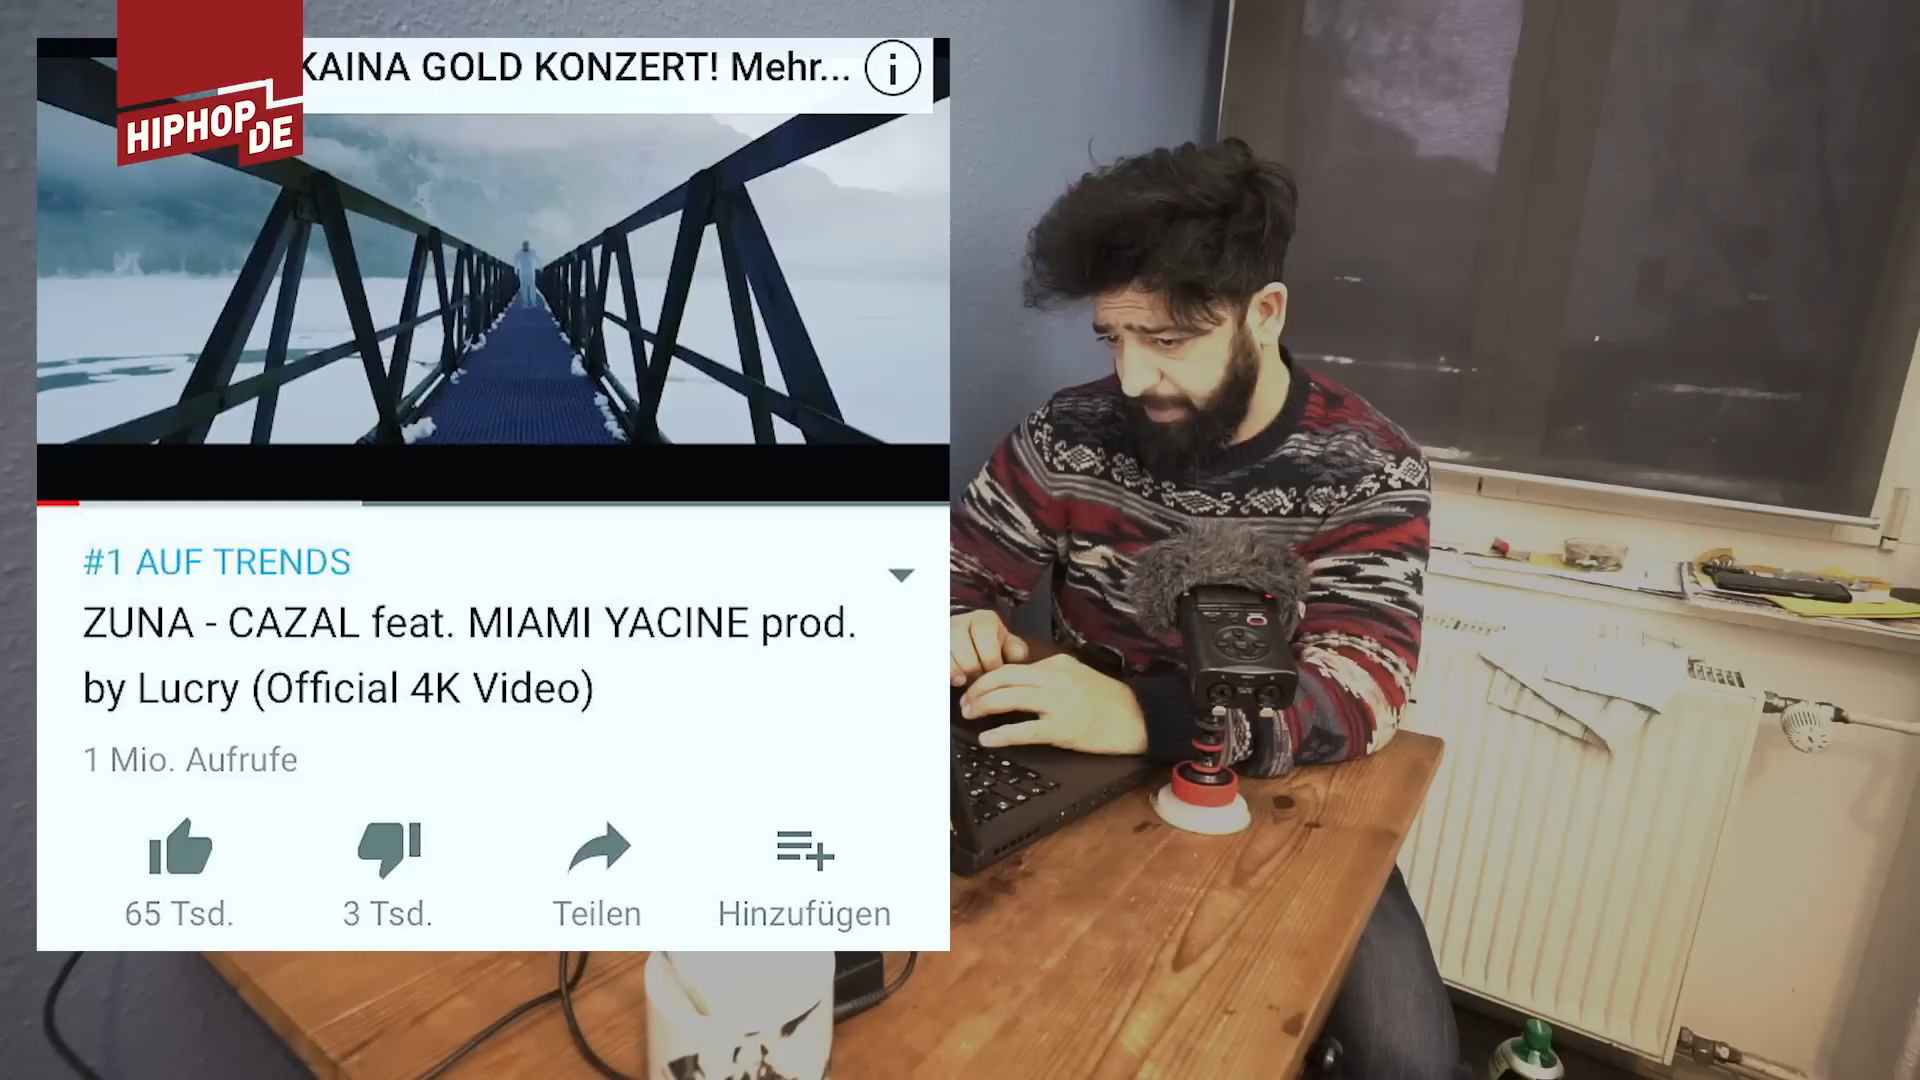 KAINA GOLD KONZERT! Mehr...
HIPHOP
DE
#1 AUF TRENDS
ZUNA - CAZAL feat. MIAMI YACINE prod.
by Lucry (Official 4K Video)
1 Mio. Aufrufe
65 Tsd.
3 Tsd.
Teilen
Hinzufügen